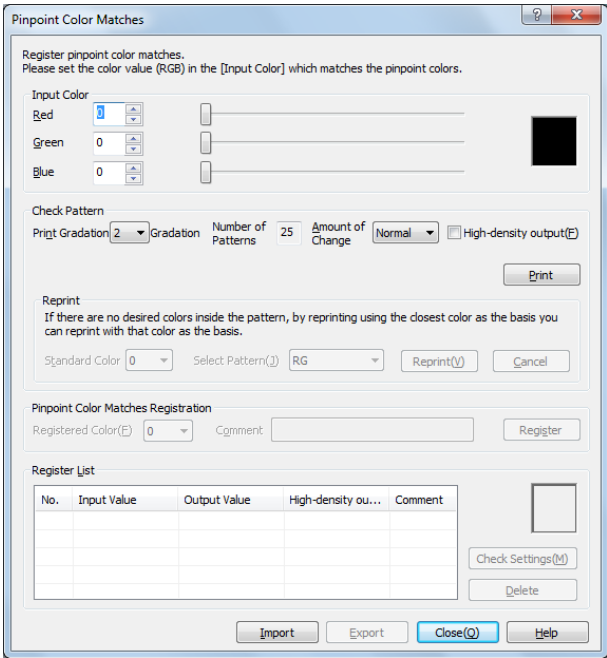 Pinpoint Color Matches
Register pinpoint color matches.
Please set the color value (RGB) in the [Input Color] which matches the pinpoint colors.
Input Color
Red 0
Green 0
Blue 0
Check Pattern
Print Gradation 2 Gradation Number of Patterns 25 Amount of Change Normal High-density output(F)
Print
Reprint
If there are no desired colors inside the pattern, by reprinting using the closest color as the basis you
can reprint with that color as the basis.
Standard Color 0 Select Pattern(J) RG Reprint(V) Cancel
Pinpoint Color Matches Registration
Registered Color(E) 0 Comment Register
Register List
No. Input Value Output Value High-density ou... Comment
Check Settings(M)
Delete
Import Export Close(Q) Help